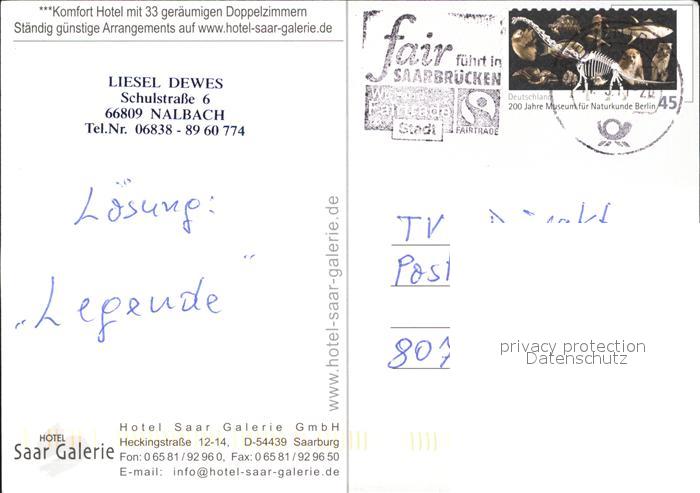 ***Komfort Hotel mit 33 geräumigen Doppelzimmern
Ständig günstige Arrangements auf www.hotel-saar-galerie.de
LIESEL DEWES
Schulstraße 6
66809 NALBACH
Tel.Nr. 06838 - 89 60 774
Lösung:
„Legende“
www.hotel-saar-galerie.de
HOTEL
Saar Galerie
Hotel Saar Galerie GmbH
Heckingstraße 12-14, D-54439 Saarburg
Fon: 0 65 81 / 92 96 0, Fax: 0 65 81 / 92 96 50
E-mail: info@hotel-saar-galerie.de
fair führt in
SAARBRÜCKEN
Stadt
FAIRTRADE
Deutschland
200 Jahre Museum für Naturkunde Berlin
45
TV
Post
807
privacy protection
Datenschutz